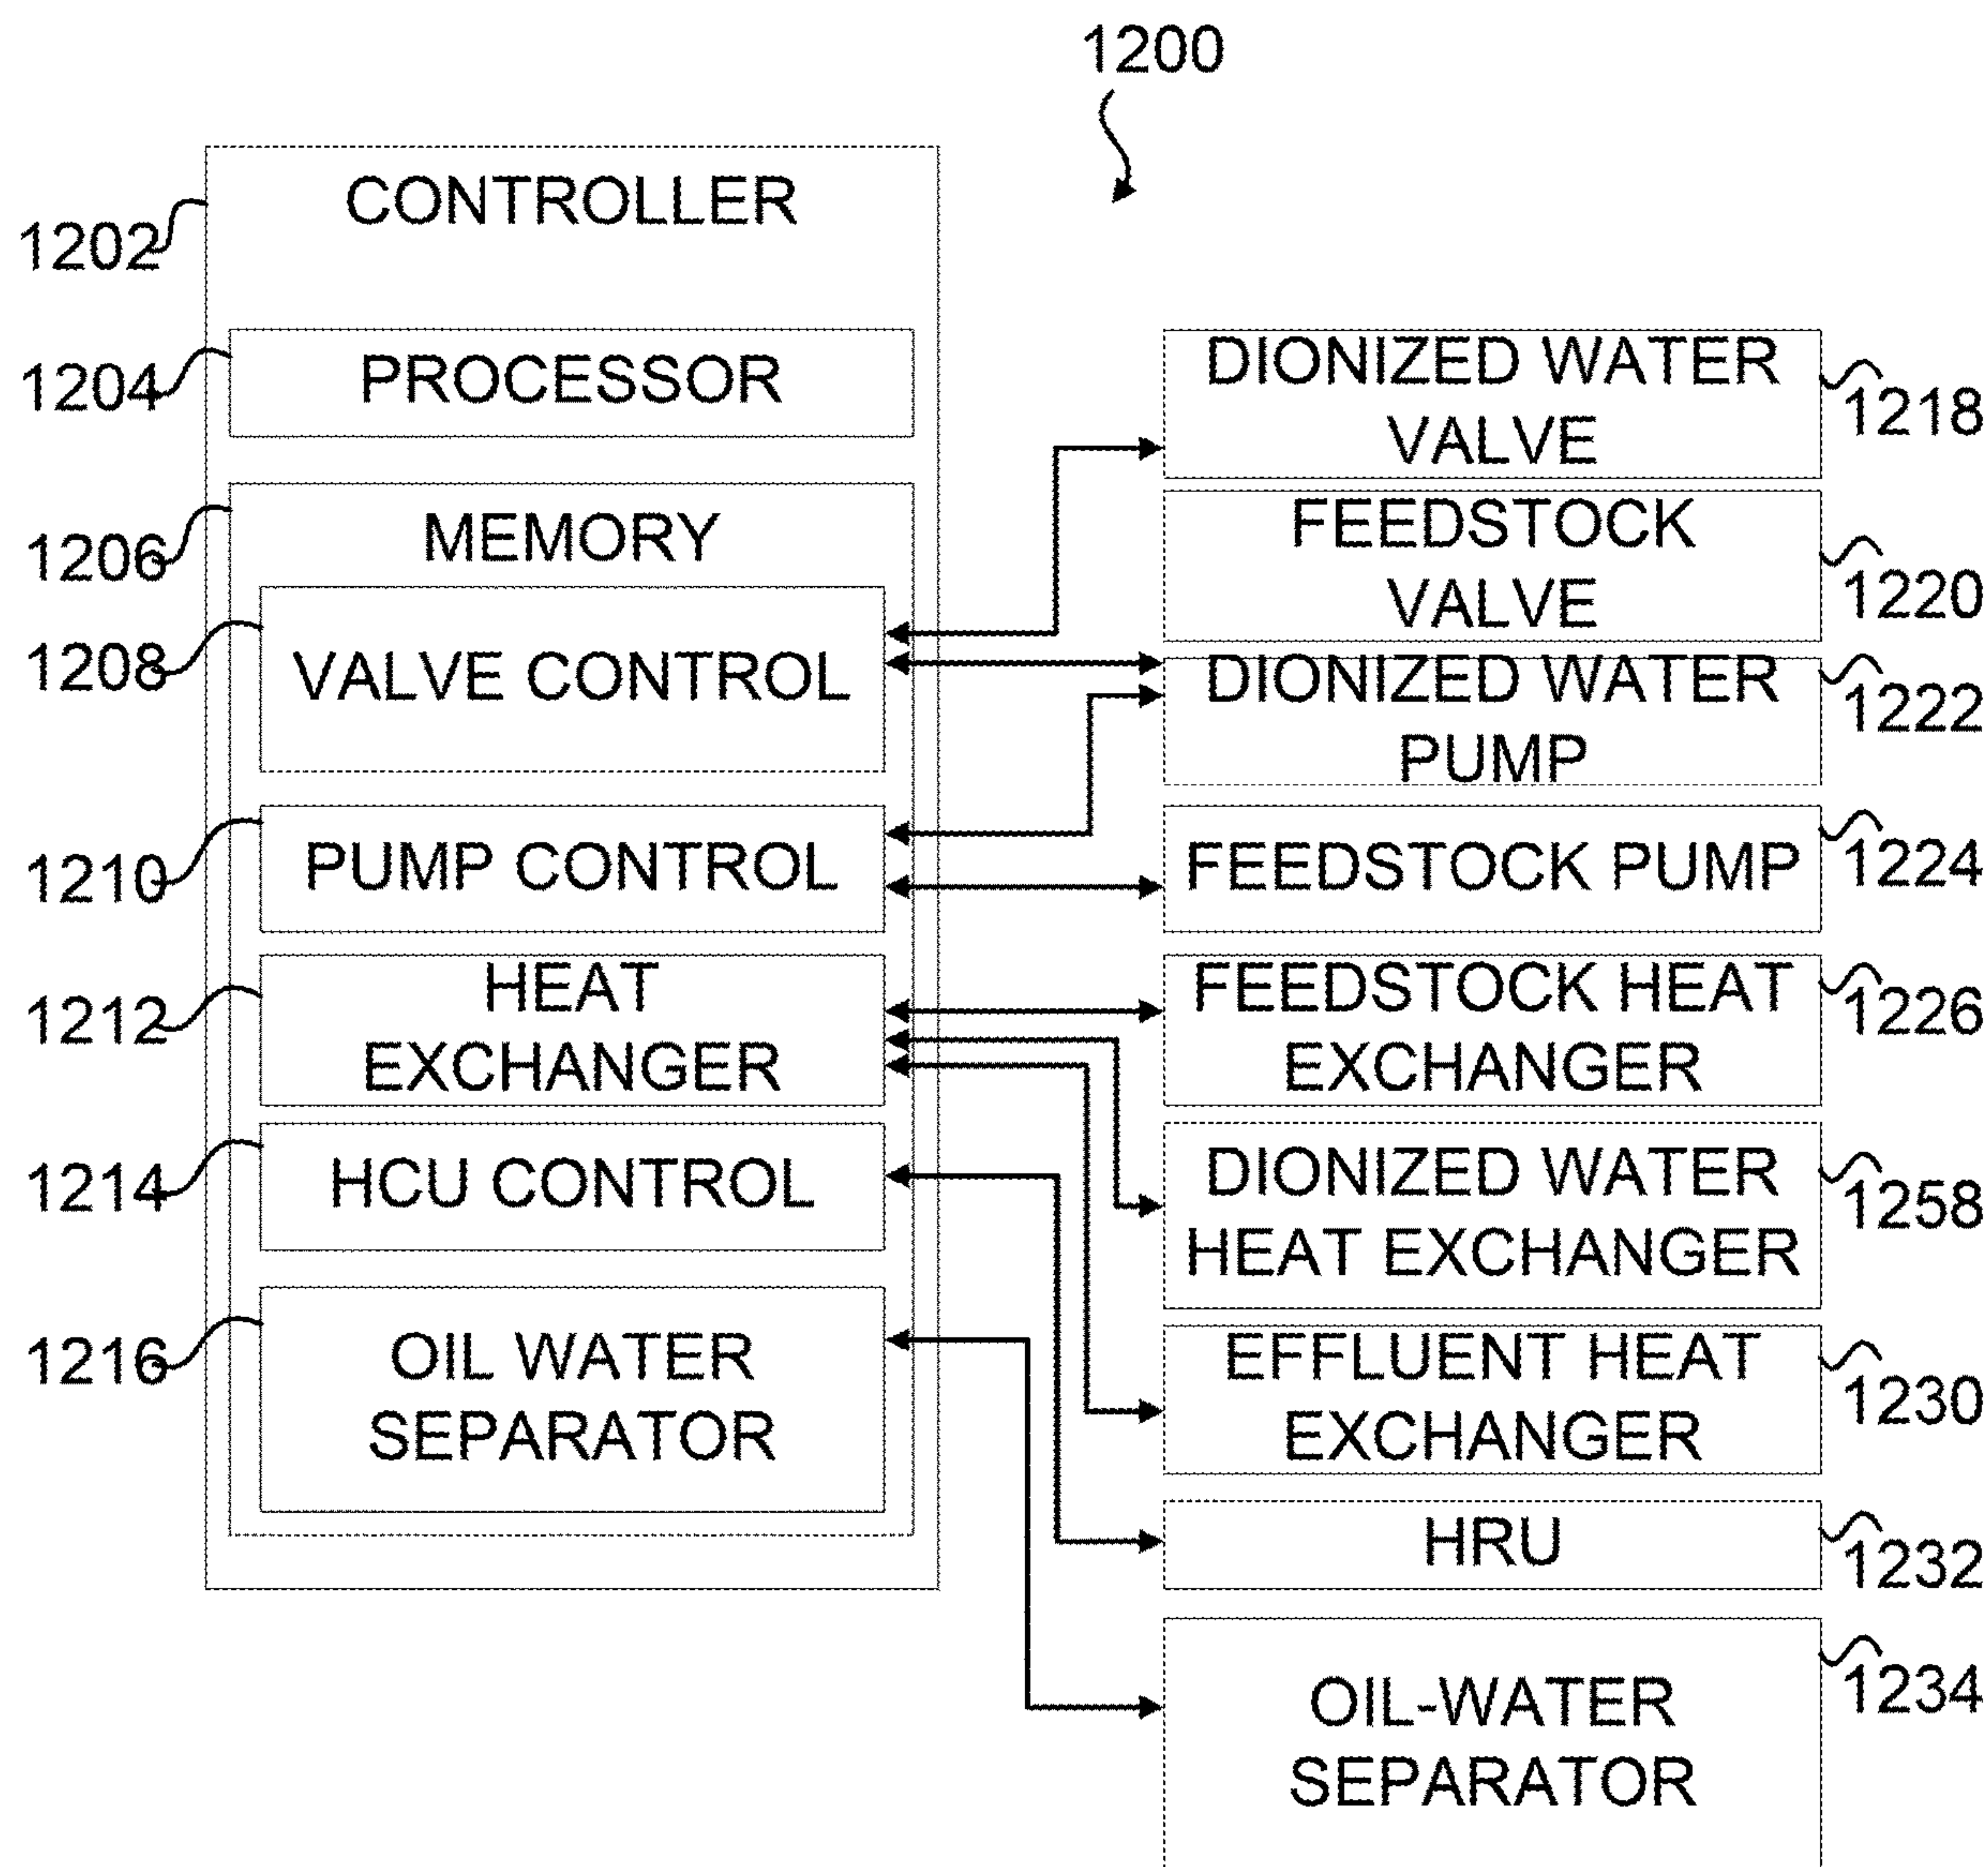 1200
CONTROLLER
1202
PROCESSOR
1204
MEMORY
1206
VALVE CONTROL
1208
PUMP CONTROL
1210
HEAT
EXCHANGER
1212
HCU CONTROL
1214
OIL WATER
SEPARATOR
1216
DIONIZED WATER
VALVE
1218
FEEDSTOCK
VALVE
1220
DIONIZED WATER
PUMP
1222
FEEDSTOCK PUMP
1224
FEEDSTOCK HEAT
EXCHANGER
1226
DIONIZED WATER
HEAT EXCHANGER
1258
EFFLUENT HEAT
EXCHANGER
1230
HRU
1232
OIL-WATER
SEPARATOR
1234